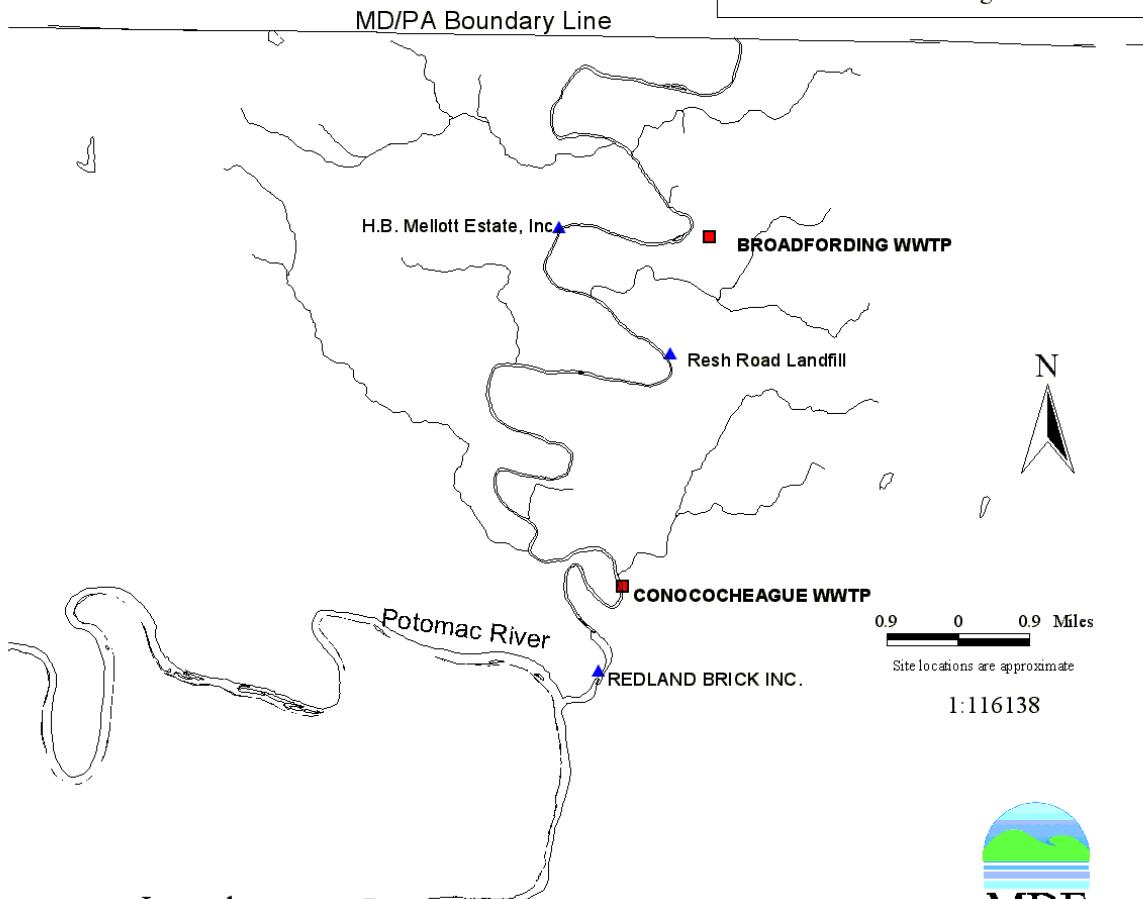 MD/PA Boundary Line
H.B. Mellott Estate, Inc
BROADFORDING WWTP
Resh Road Landfill
N
CONOCOCHEAGUE WWTP
0.9 0 0.9 Miles
Potomac River
Site locations are approximate
REDLAND BRICK INC.
1:116138
MDE